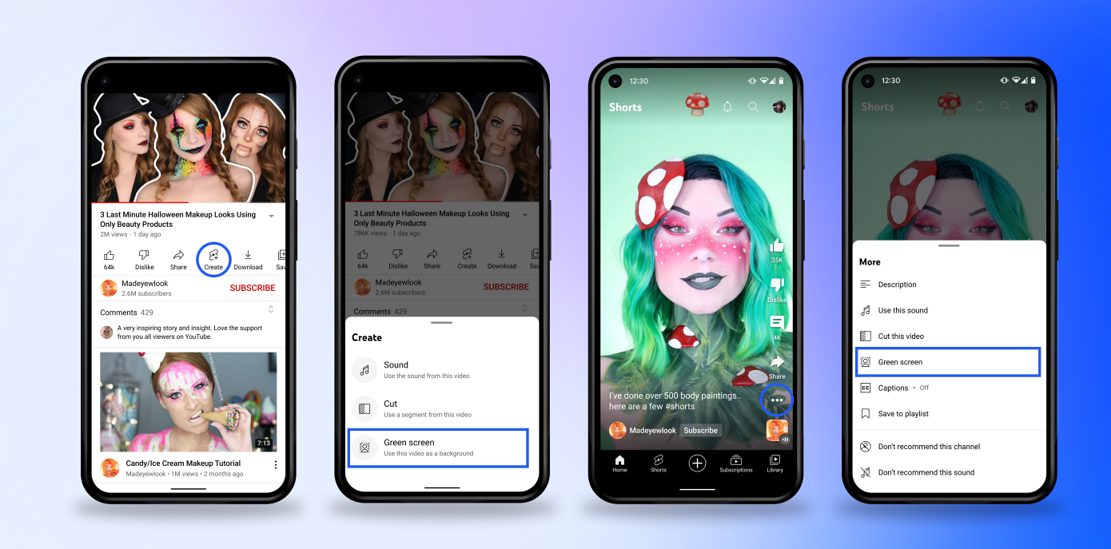 3 Last Minute Halloween Makeup Looks Using
Only Beauty Products
2M views · 1 day ago
64k
Dislike
Share
Create
Download
Sav
Madeyewlook
2.6M subscribers
SUBSCRIBE
Comments 429
A very inspiring story and insight. Love the support
from you all viewers on YouTube.
7:13
Candy/Ice Cream Makeup Tutorial
Madeyewlook · 1M views · 2 months ago
3 Last Minute Halloween Makeup Looks Using
Only Beauty Products
786K views · 1 day ago
64k
Dislike
Share
Create
Download
Sav
Madeyewlook
2.6M subscribers
SUBSCRIBE
Comments 429
Create
Sound
Use the sound from this video
Cut
Use a segment from this video
Green screen
Use this video as a background
12:30
Shorts
35K
Dislike
Share
I've done over 500 body paintings..
here are a few #shorts
Madeyewlook
Subscribe
Home
Shorts
Subscriptions
Library
12:30
Shorts
More
Description
Use this sound
Cut this video
Green screen
Captions • Off
Save to playlist
Don't recommend this channel
Don't recommend this sound